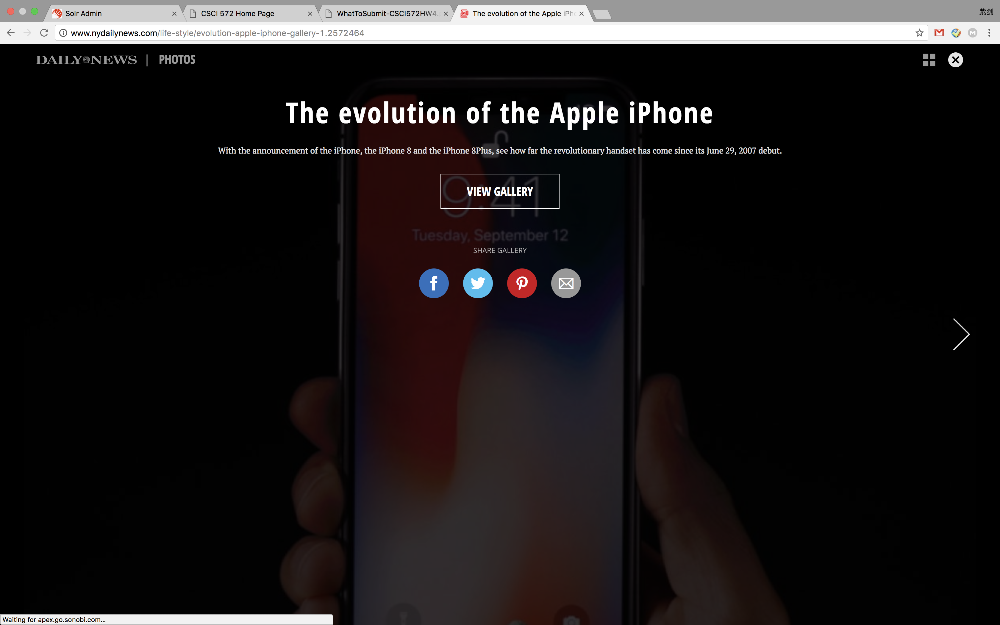 Solr Admin
CSCI 572 Home Page
WhatToSubmit-CSCI572HW4.
The evolution of the Apple iPho
紫剑
www.nydailynews.com/life-style/evolution-apple-iphone-gallery-1.2572464
DAILY NEWS | PHOTOS
The evolution of the Apple iPhone
With the announcement of the iPhone, the iPhone 8 and the iPhone 8Plus, see how far the revolutionary handset has come since its June 29, 2007 debut.
VIEW GALLERY
9:41
Tuesday, September 12
SHARE GALLERY
Waiting for apex.go.sonobi.com...